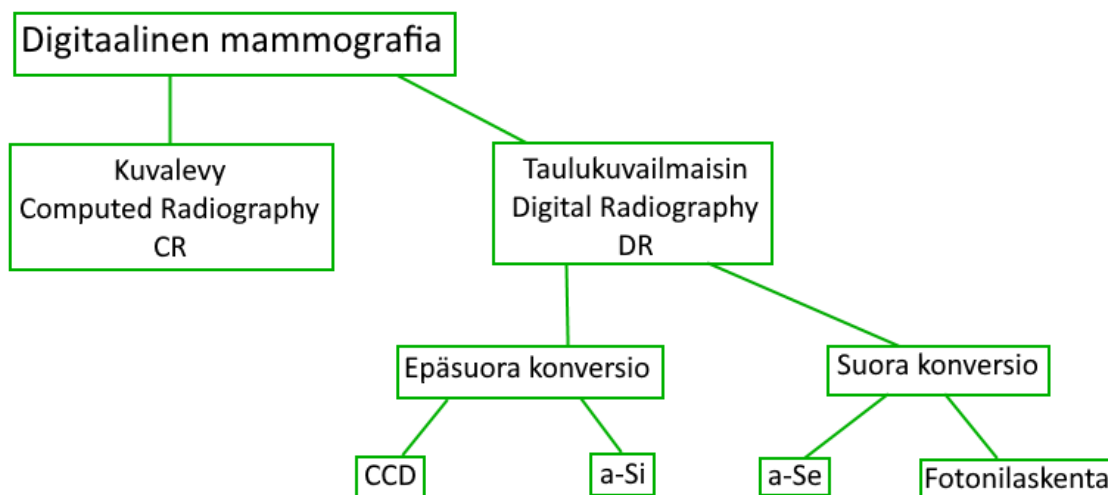 Digitaalinen mammografia
Kuvalevy
Computed Radiography
CR
Taulukuvailmaisin
Digital Radiography
DR
Epäsuora konversio
Suora konversio
CCD
a-Si
a-Se
Fotonilaskenta